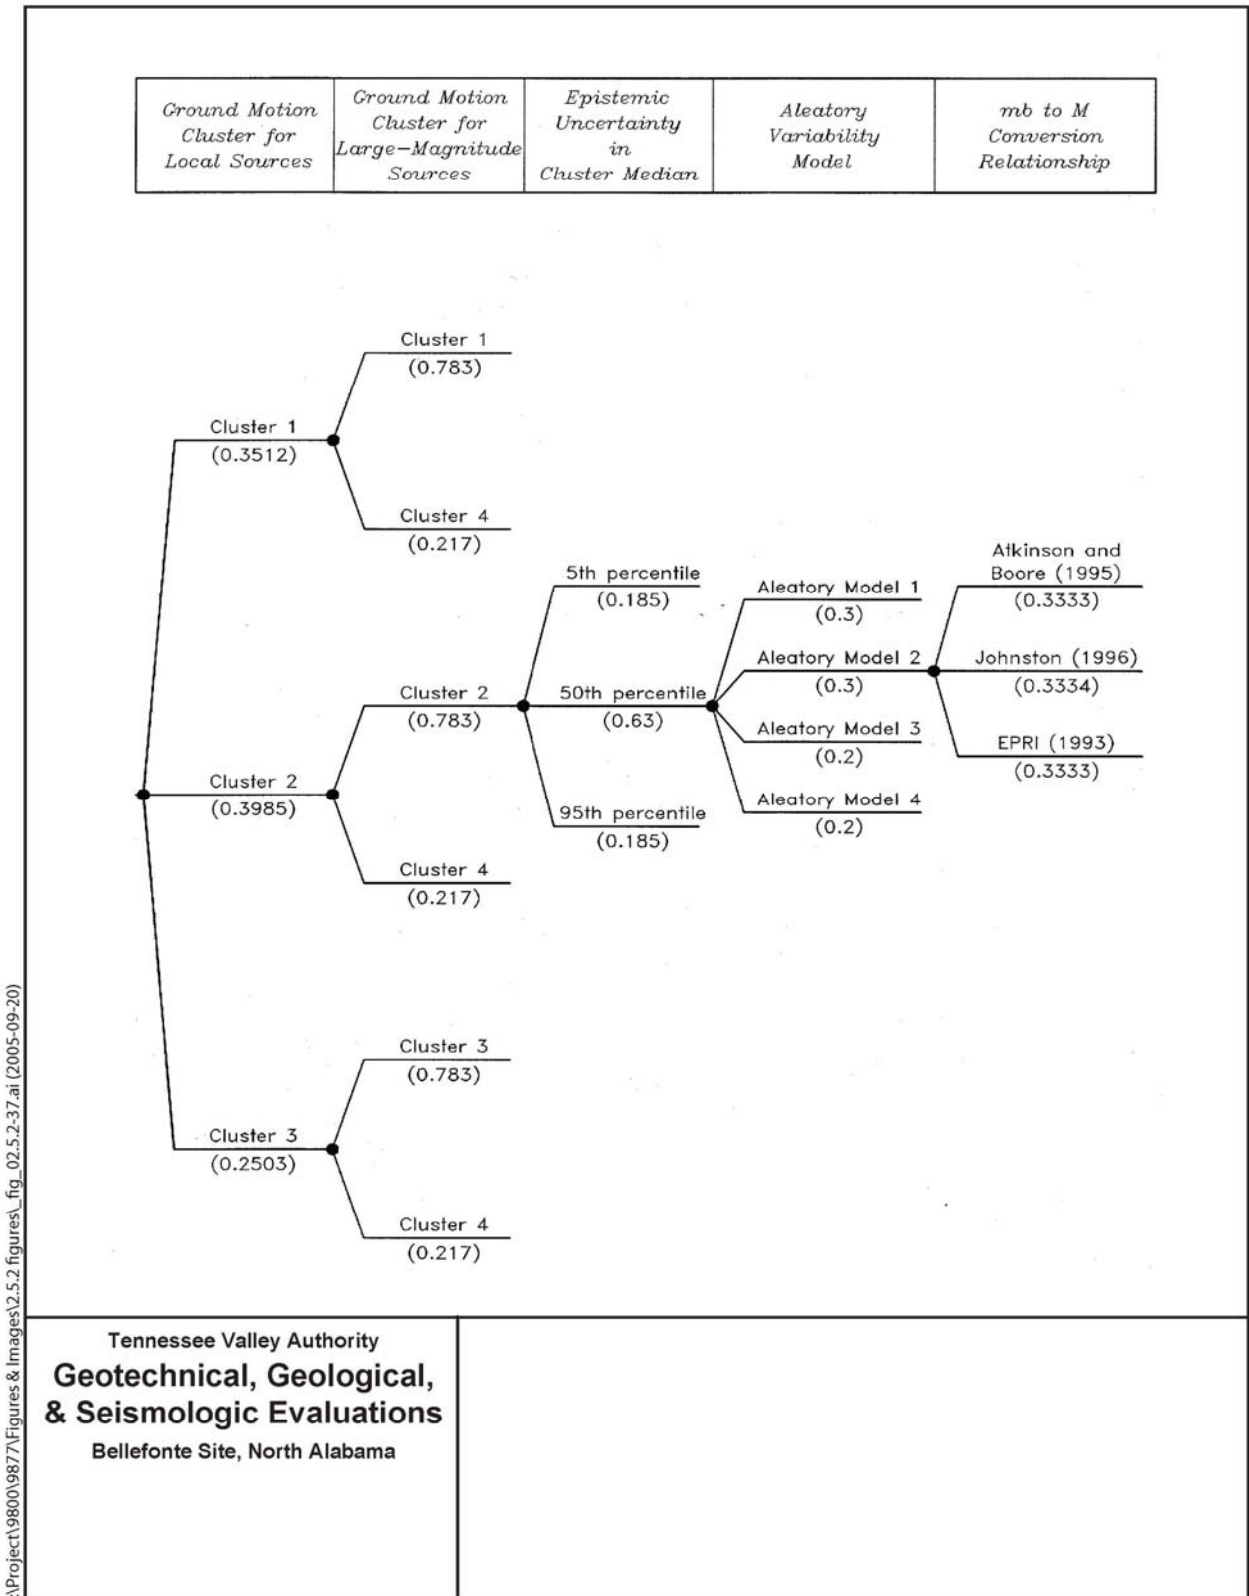 Ground Motion
Cluster for
Local Sources
Ground Motion
Cluster for
Large-Magnitude
Sources
Epistemic
Uncertainty
in
Cluster Median
Aleatory
Variability
Model
mb to M
Conversion
Relationship
Cluster 1
(0.3512)
Cluster 2
(0.3985)
Cluster 3
(0.2503)
Cluster 1
(0.783)
Cluster 4
(0.217)
Cluster 2
(0.783)
Cluster 4
(0.217)
Cluster 3
(0.783)
Cluster 4
(0.217)
5th percentile
(0.185)
50th percentile
(0.63)
95th percentile
(0.185)
Aleatory Model 1
(0.3)
Aleatory Model 2
(0.3)
Aleatory Model 3
(0.2)
Aleatory Model 4
(0.2)
Atkinson and
Boore (1995)
(0.3333)
Johnston (1996)
(0.3334)
EPRI (1993)
(0.3333)
Tennessee Valley Authority
Geotechnical, Geological,
& Seismologic Evaluations
Bellefonte Site, North Alabama
\Project\9800\9877\Figures & Images\2.5.2 figures\_fig_02.5.2-37.ai (2005-09-20)